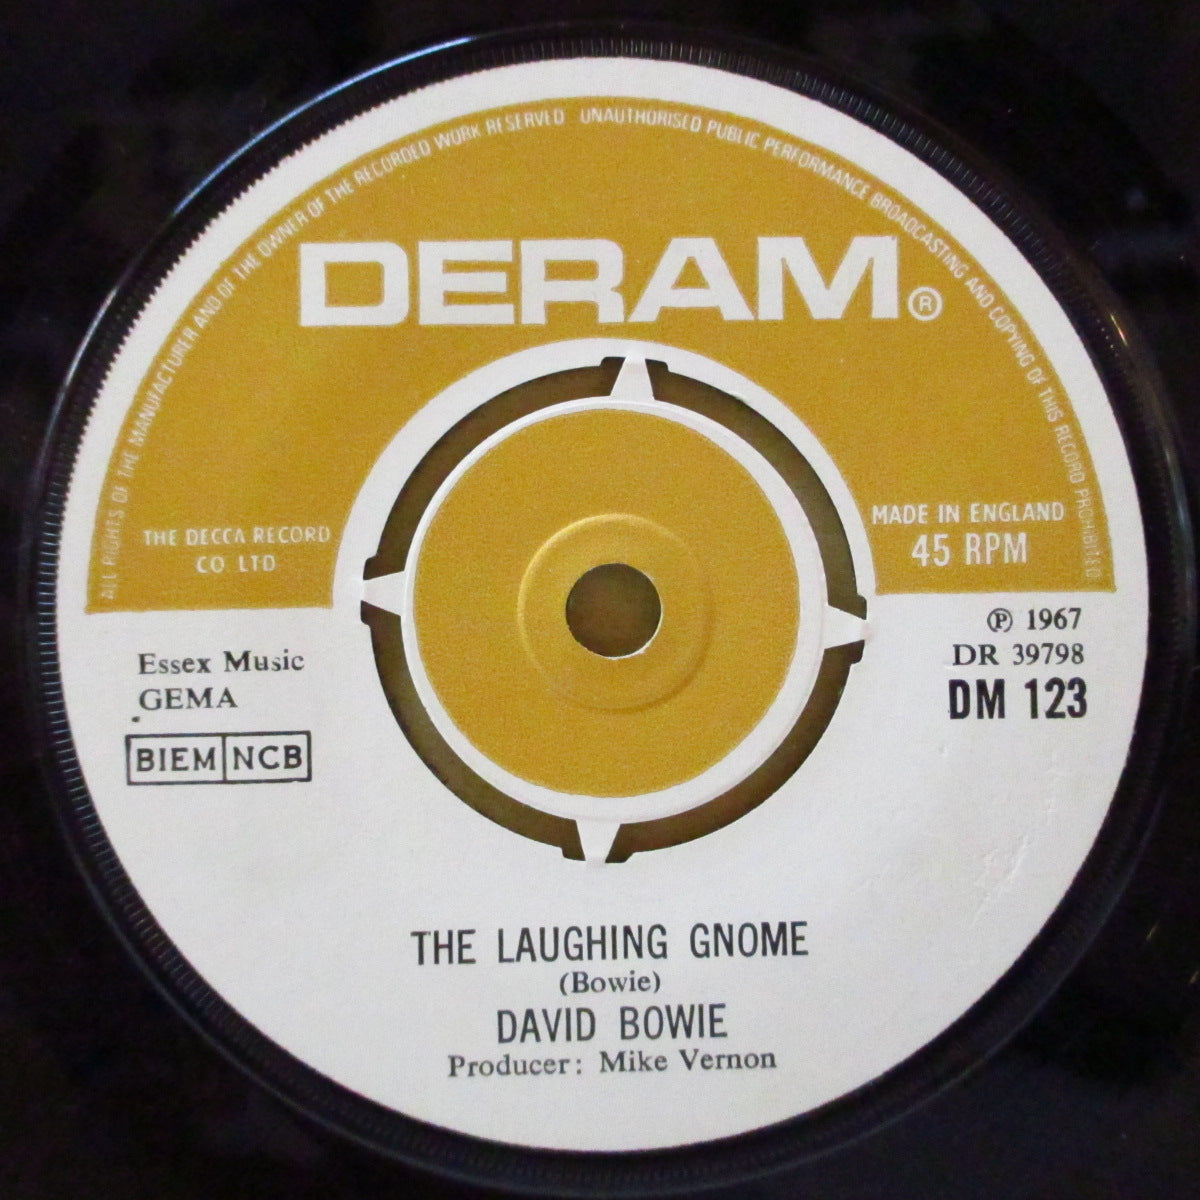 ALL RIGHTS OF THE MANUFACTURER AND OF THE OWNER OF THE RECORDED WORK RESERVED UNAUTHORISED PUBLIC PERFORMANCE BROADCASTING AND COPYING OF THIS RECORD PROHIBITED
DERAM®
THE DECCA RECORD
CO LTD
MADE IN ENGLAND
45 RPM
℗ 1967
DR 39798
DM 123
Essex Music
GEMA
BIEM NCB
THE LAUGHING GNOME
(Bowie)
DAVID BOWIE
Producer: Mike Vernon